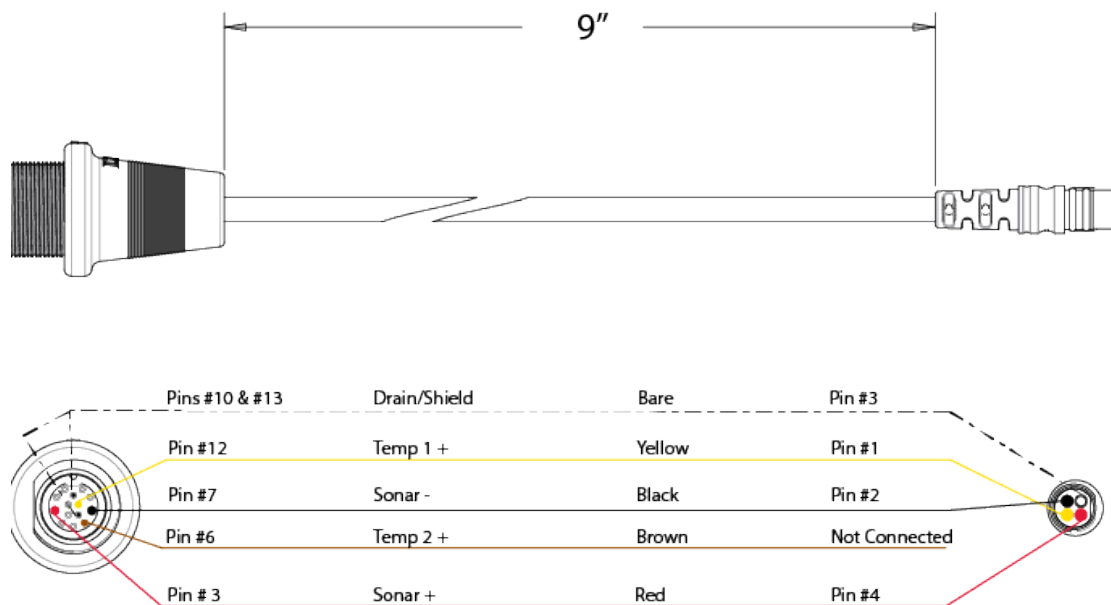 9”
Pins #10 & #13 Drain/Shield Bare Pin #3
Pin #12 Temp 1 + Yellow Pin #1
Pin #7 Sonar - Black Pin #2
Pin #6 Temp 2 + Brown Not Connected
Pin # 3 Sonar + Red Pin #4